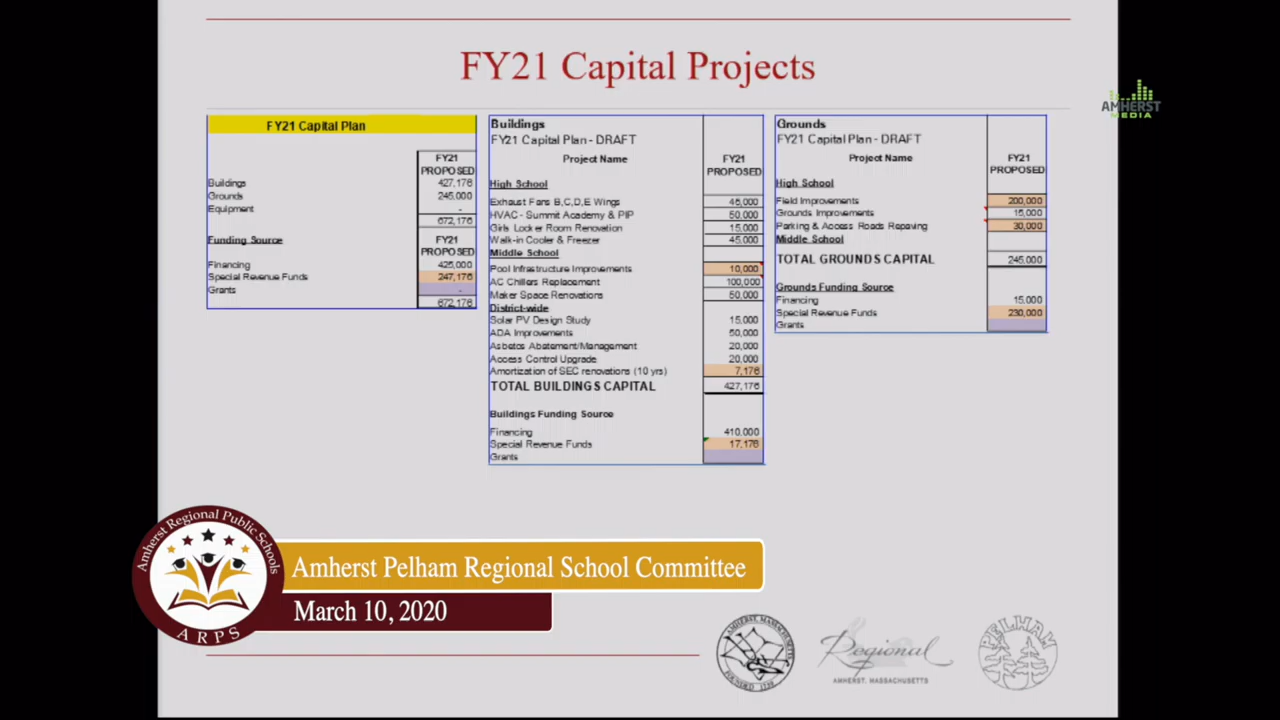 FY21 Capital Projects
AMHERST
MEDIA
FY21 Capital Plan
FY21
PROPOSED
Buildings 427,176
Grounds 245,000
Equipment -
672,176
Funding Source FY21
PROPOSED
Financing 425,000
Special Revenue Funds 247,176
Grants -
672,176
Buildings
FY21 Capital Plan - DRAFT
Project Name FY21
PROPOSED
High School
Exhaust Fans B,C,D,E Wings 45,000
HVAC - Summit Academy & PIP 50,000
Girls Locker Room Renovation 15,000
Walk-in Cooler & Freezer 45,000
Middle School
Pool Infrastructure Improvements 10,000
AC Chillers Replacement 100,000
Maker Space Renovations 50,000
District-wide
Solar PV Design Study 15,000
ADA Improvements 50,000
Asbetos Abatement/Management 20,000
Access Control Upgrade 20,000
Amortization of SEC renovations (10 yrs) 7,176
TOTAL BUILDINGS CAPITAL 427,176
Buildings Funding Source
Financing 410,000
Special Revenue Funds 17,176
Grants
Grounds
FY21 Capital Plan - DRAFT
Project Name FY21
PROPOSED
High School
Field Improvements 200,000
Grounds Improvements 15,000
Parking & Access Roads Repaving 30,000
Middle School
TOTAL GROUNDS CAPITAL 245,000
Grounds Funding Source
Financing 15,000
Special Revenue Funds 230,000
Grants
Amherst Regional Public Schools
ARPS
Amherst Pelham Regional School Committee
March 10, 2020
AMHERST, MASSACHUSETTS
Regional
AMHERST, MASSACHUSETTS
PELHAM